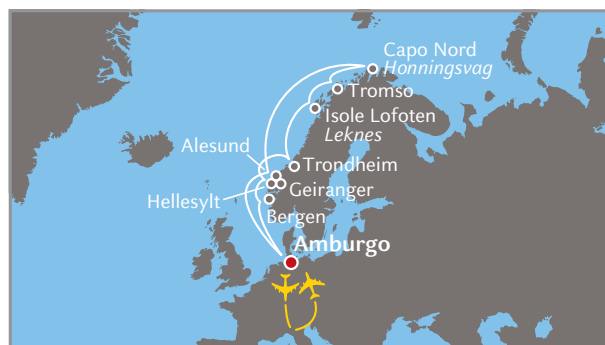 Capo Nord
Honningsvag
Tromso
Isole Lofoten
Leknes
Alesund
Trondheim
Hellesylt
Geiranger
Bergen
Amburgo